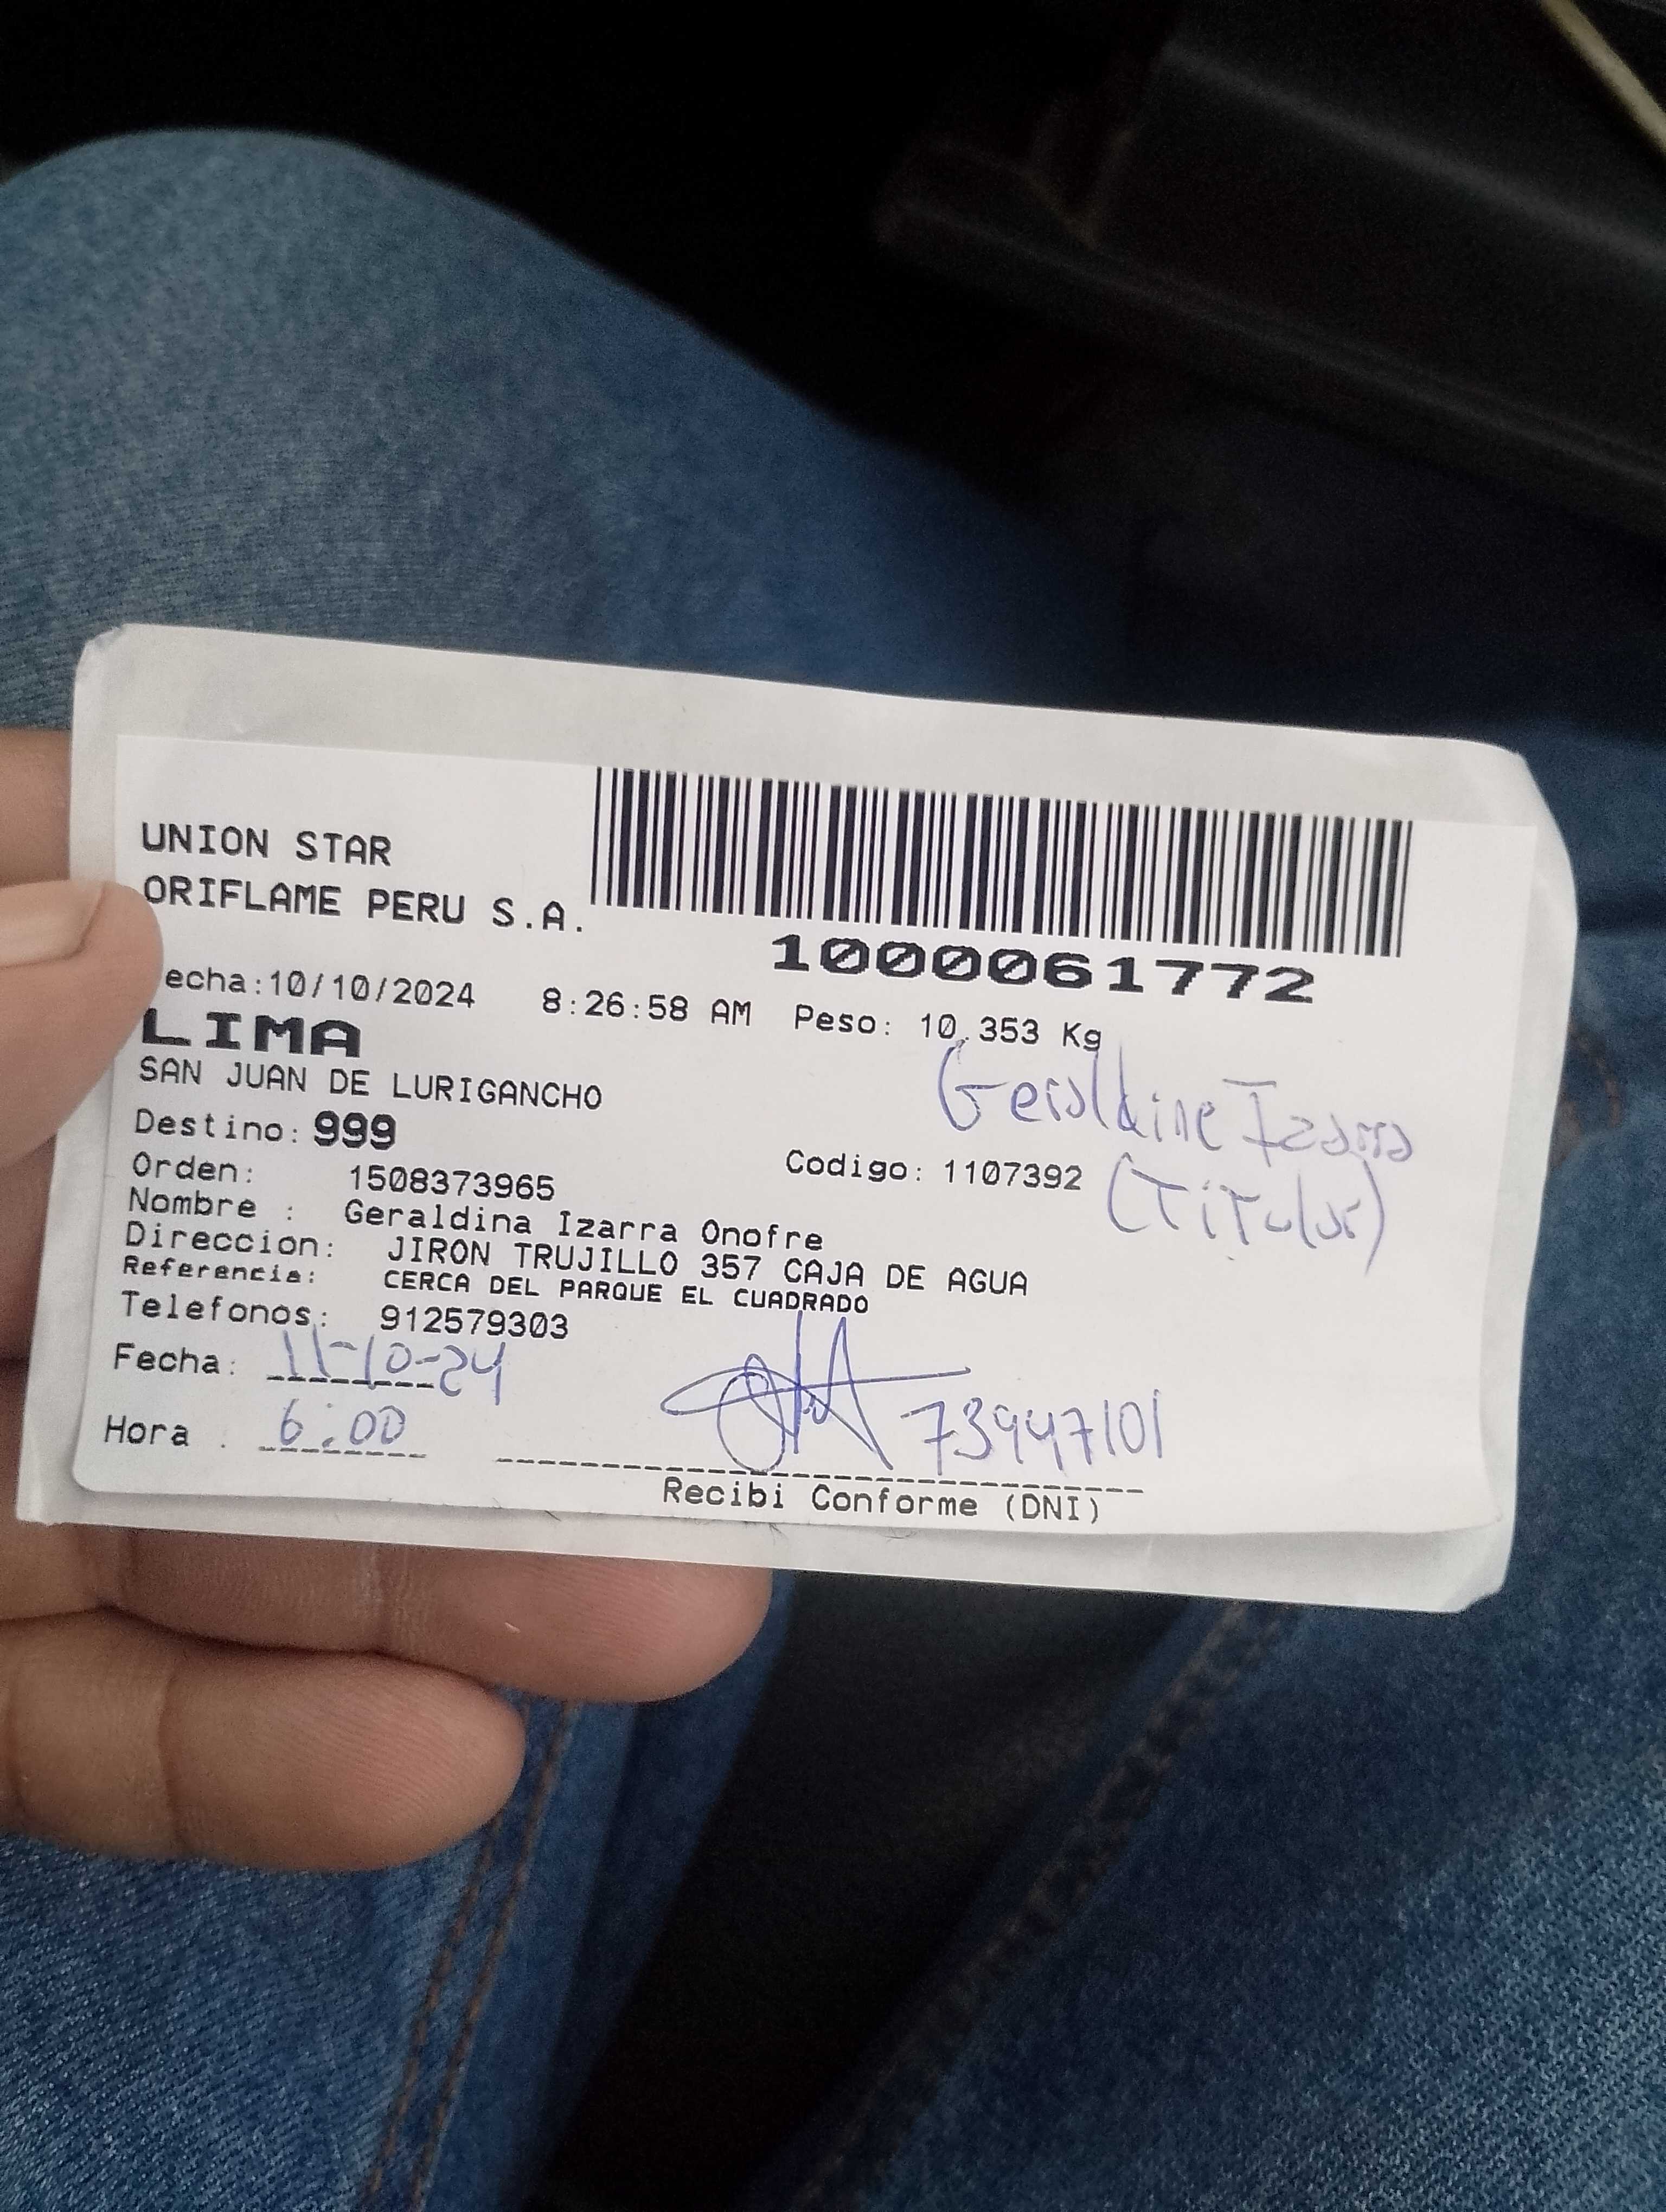 UNION STAR
ORIFLAME PERU S.A.
1000061772
echa:10/10/2024 8:26:58 AM Peso: 10.353 Kg
LIMA
SAN JUAN DE LURIGANCHO
Geraldine Izarra
Destino: 999
Orden: 1508373965 Codigo: 1107392
(Titular)
Nombre : Geraldina Izarra Onofre
Direccion: JIRON TRUJILLO 357 CAJA DE AGUA
Referencia: CERCA DEL PARQUE EL CUADRADO
Telefonos: 912579303
Fecha: 11-10-24
Hora : 6:00
73947101
Recibi Conforme (DNI)